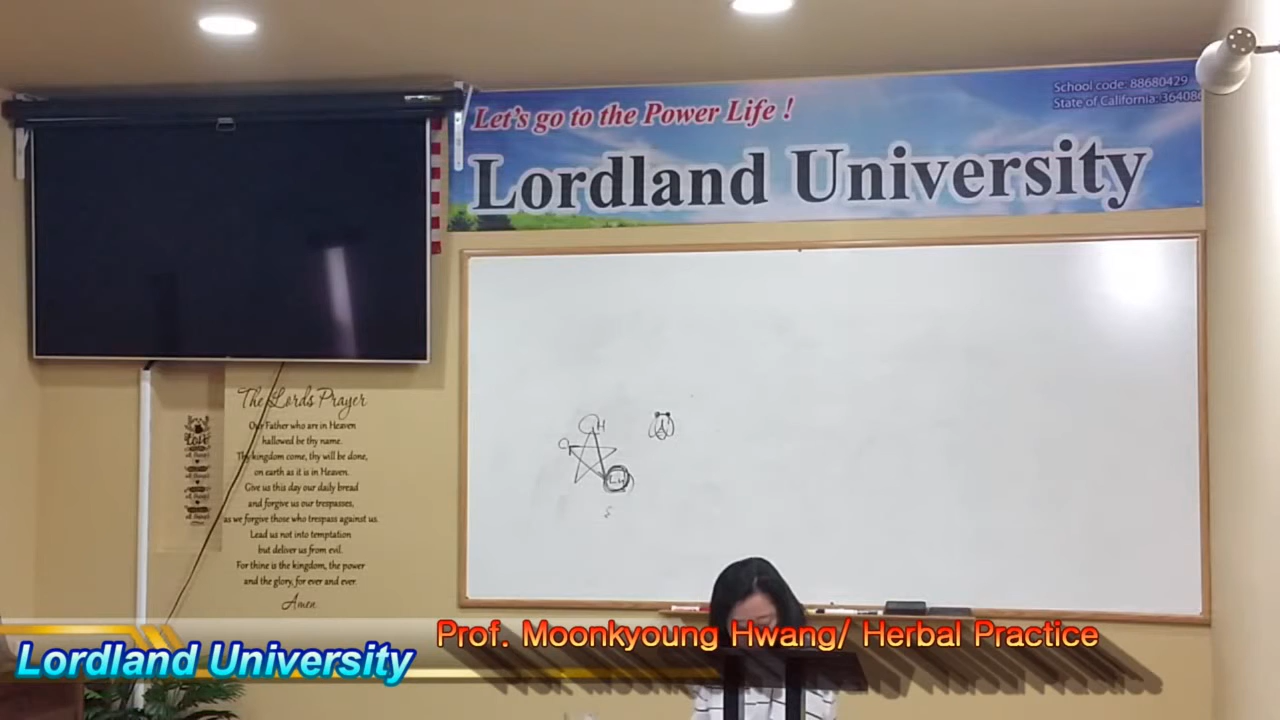 School code: 88680429
State of California: 36408
Let's go to the Power Life !
Lordland University
The Lords Prayer
Our Father who are in Heaven
hallowed be thy name.
Thy kingdom come, thy will be done,
on earth as it is in Heaven.
Give us this day our daily bread
and forgive us our trespasses,
as we forgive those who trespass against us.
Lead us not into temptation
but deliver us from evil.
For thine is the kingdom, the power
and the glory, for ever and ever.
Amen.
H
LH
Prof. Moonkyoung Hwang/ Herbal Practice
Lordland University